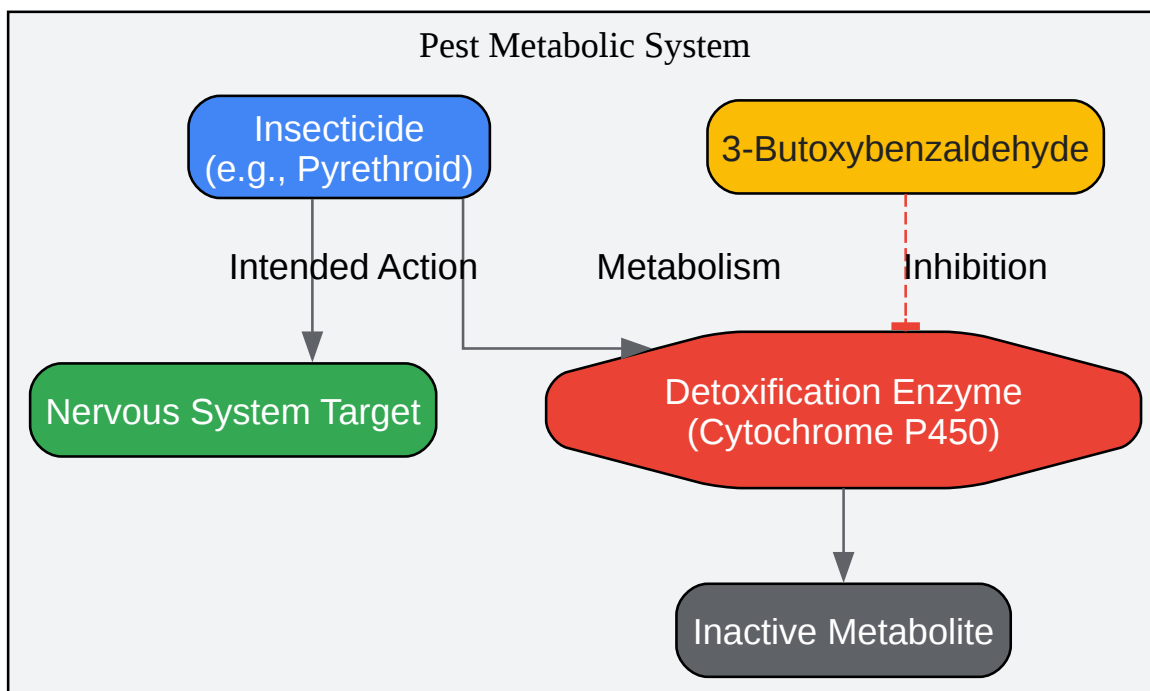 Pest Metabolic System
Insecticide
(e.g., Pyrethroid)
3-Butoxybenzaldehyde
Intended Action
Metabolism
Inhibition
Nervous System Target
Detoxification Enzyme
(Cytochrome P450)
Inactive Metabolite